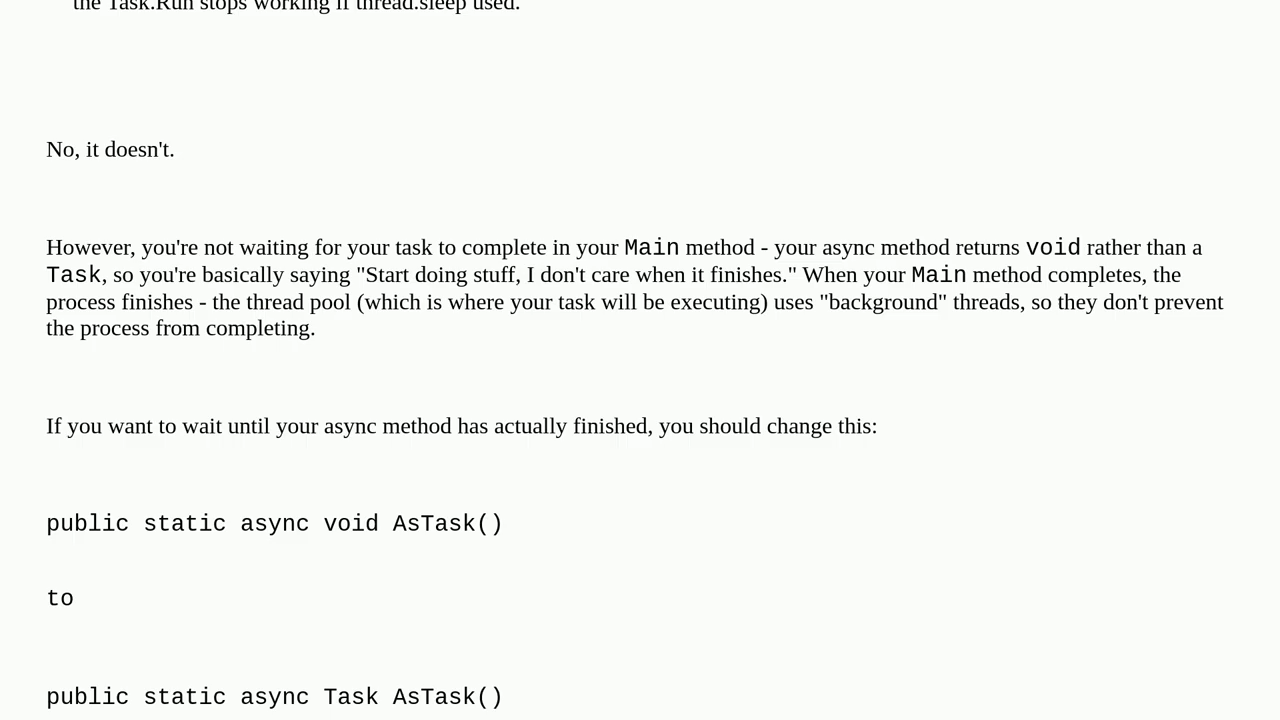 the Task.Run stops working if thread.sleep used.
No, it doesn't.
However, you're not waiting for your task to complete in your Main method - your async method returns void rather than a
Task, so you're basically saying "Start doing stuff, I don't care when it finishes." When your Main method completes, the
process finishes - the thread pool (which is where your task will be executing) uses "background" threads, so they don't prevent
the process from completing.
If you want to wait until your async method has actually finished, you should change this:
public static async void AsTask()
to
public static async Task AsTask()